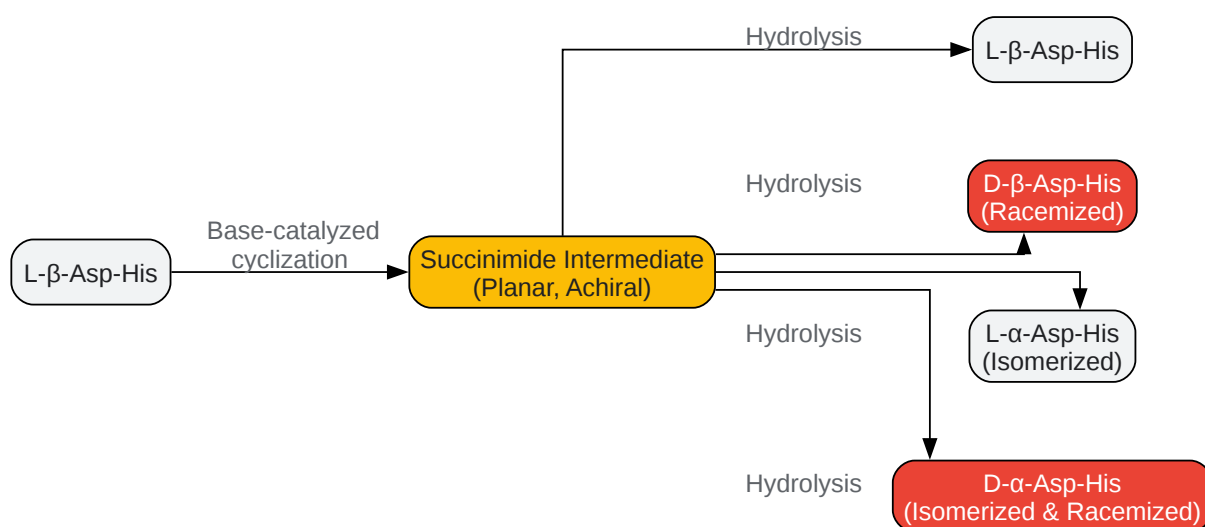 Hydrolysis
L-β-Asp-His
Hydrolysis
D-β-Asp-His
(Racemized)
Base-catalyzed
cyclization
L-β-Asp-His
Succinimide Intermediate
(Planar, Achiral)
Hydrolysis
L-α-Asp-His
(Isomerized)
Hydrolysis
D-α-Asp-His
(Isomerized & Racemized)